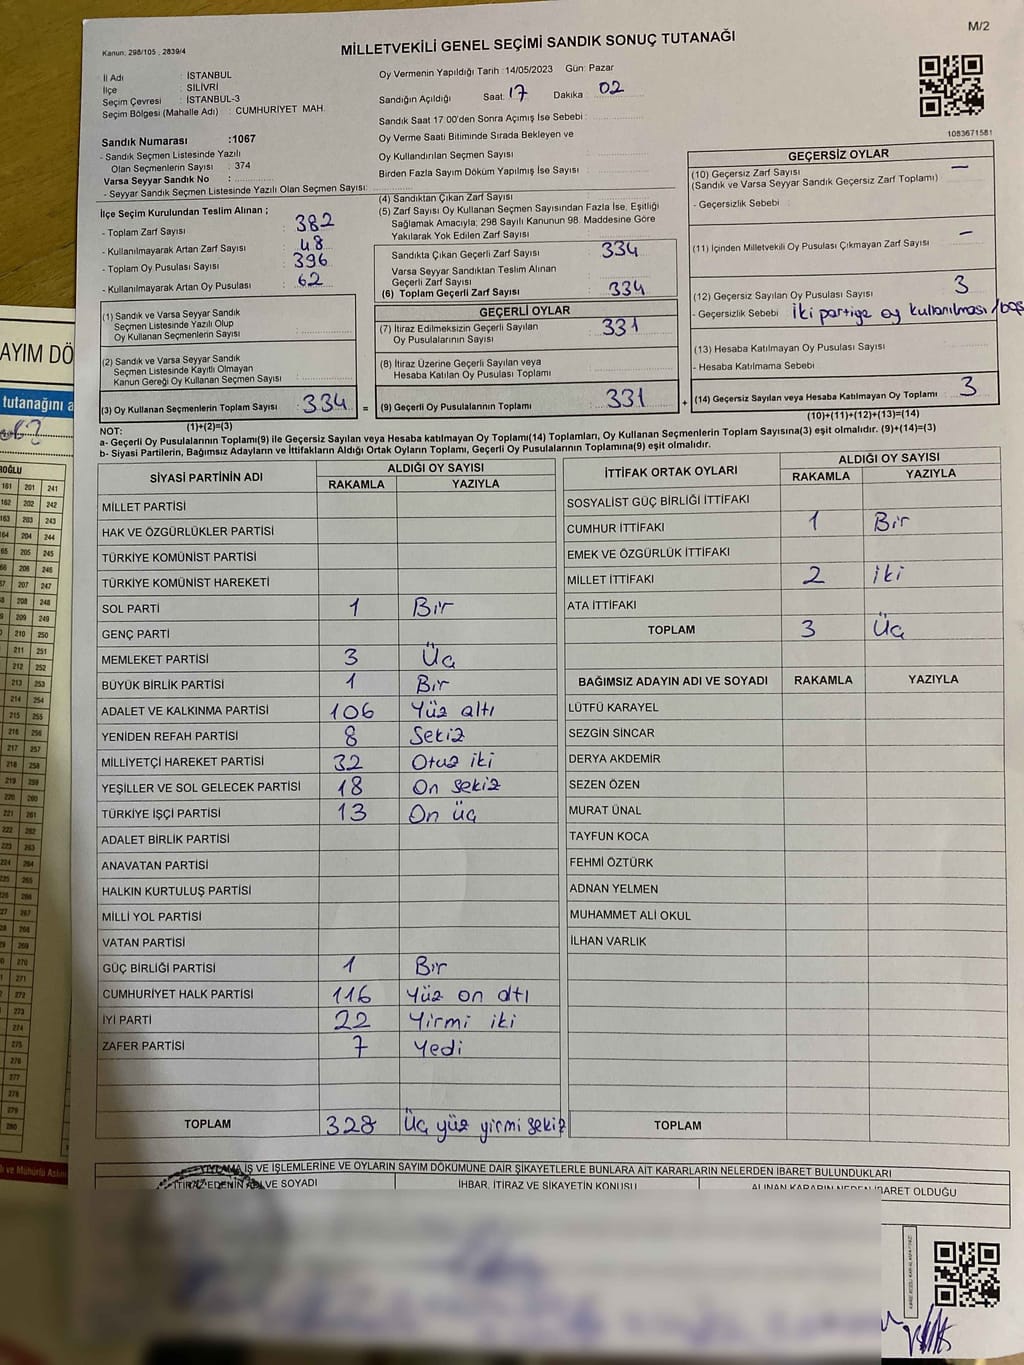 M/2
Kanun: 298/105 , 2839/4
MİLLETVEKİLİ GENEL SEÇİMİ SANDIK SONUÇ TUTANAĞI
İl Adı : İSTANBUL
İlçe : SİLİVRİ
Seçim Çevresi : İSTANBUL-3
Seçim Bölgesi (Mahalle Adı) : CUMHURİYET MAH.
Sandık Numarası :1067
- Sandık Seçmen Listesinde Yazılı
Olan Seçmenlerin Sayısı : 374
Varsa Seyyar Sandık No :
- Seyyar Sandık Seçmen Listesinde Yazılı Olan Seçmen Sayısı:
Oy Vermenin Yapıldığı Tarih :14/05/2023 Gün: Pazar
Sandığın Açıldığı Saat: 17 Dakika : 02
Sandık Saat 17:00'den Sonra Açımış İse Sebebi :
Oy Verme Saati Bitiminde Sırada Bekleyen ve
Oy Kullandırılan Seçmen Sayısı :
Birden Fazla Sayım Döküm Yapılmış İse Sayısı :
1083671581
İlçe Seçim Kurulundan Teslim Alınan ;
- Toplam Zarf Sayısı : 382
- Kullanılmayarak Artan Zarf Sayısı : 48
- Toplam Oy Pusulası Sayısı : 396
- Kullanılmayarak Artan Oy Pusulası : 62
(4) Sandıktan Çıkan Zarf Sayısı :
(5) Zarf Sayısı Oy Kullanan Seçmen Sayısından Fazla İse, Eşitliği
Sağlamak Amacıyla; 298 Sayılı Kanunun 98. Maddesine Göre
Yakılarak Yok Edilen Zarf Sayısı :
Sandıkta Çıkan Geçerli Zarf Sayısı : 334
Varsa Seyyar Sandıktan Teslim Alınan
Geçerli Zarf Sayısı :
(6) Toplam Geçerli Zarf Sayısı : 334
GEÇERSİZ OYLAR
(10) Geçersiz Zarf Sayısı : —
(Sandık ve Varsa Seyyar Sandık Geçersiz Zarf Toplamı)
- Geçersizlik Sebebi :
(11) İçinden Milletvekili Oy Pusulası Çıkmayan Zarf Sayısı : —
(12) Geçersiz Sayılan Oy Pusulası Sayısı : 3
- Geçersizlik Sebebi : İki partiye oy kullanılması /
(13) Hesaba Katılmayan Oy Pusulası Sayısı :
- Hesaba Katılmama Sebebi :
(14) Geçersiz Sayılan veya Hesaba Katılmayan Oy Toplamı : 3
(10)+(11)+(12)+(13)=(14)
(1) Sandık ve Varsa Seyyar Sandık
Seçmen Listesinde Yazılı Olup
Oy Kullanan Seçmenlerin Sayısı :
(2) Sandık ve Varsa Seyyar Sandık
Seçmen Listesinde Kayıtlı Olmayan
Kanun Gereği Oy Kullanan Seçmen Sayısı :
(3) Oy Kullanan Seçmenlerin Toplam Sayısı : 334 =
(1)+(2)=(3)
GEÇERLİ OYLAR
(7) İtiraz Edilmeksizin Geçerli Sayılan
Oy Pusulalarının Sayısı : 331
(8) İtiraz Üzerine Geçerli Sayılan veya
Hesaba Katılan Oy Pusulası Toplamı :
(9) Geçerli Oy Pusulalarının Toplamı : 331 +
NOT:
a- Geçerli Oy Pusulalarının Toplamı(9) ile Geçersiz Sayılan veya Hesaba katılmayan Oy Toplamı(14) Toplamları, Oy Kullanan Seçmenlerin Toplam Sayısına(3) eşit olmalıdır. (9)+(14)=(3)
b- Siyasi Partilerin, Bağımsız Adayların ve İttifakların Aldığı Ortak Oyların Toplamı, Geçerli Oy Pusulalarının Toplamına(9) eşit olmalıdır.
SİYASİ PARTİNİN ADI ALDIĞI OY SAYISI
RAKAMLA YAZIYLA
MİLLET PARTİSİ
HAK VE ÖZGÜRLÜKLER PARTİSİ
TÜRKİYE KOMÜNİST PARTİSİ
TÜRKİYE KOMÜNİST HAREKETİ
SOL PARTİ 1 Bir
GENÇ PARTİ
MEMLEKET PARTİSİ 3 Üç
BÜYÜK BİRLİK PARTİSİ 1 Bir
ADALET VE KALKINMA PARTİSİ 106 Yüz altı
YENİDEN REFAH PARTİSİ 8 Sekiz
MİLLİYETÇİ HAREKET PARTİSİ 32 Otuz iki
YEŞİLLER VE SOL GELECEK PARTİSİ 18 On sekiz
TÜRKİYE İŞÇİ PARTİSİ 13 On üç
ADALET BİRLİK PARTİSİ
ANAVATAN PARTİSİ
HALKIN KURTULUŞ PARTİSİ
MİLLİ YOL PARTİSİ
VATAN PARTİSİ
GÜÇ BİRLİĞİ PARTİSİ 1 Bir
CUMHURİYET HALK PARTİSİ 116 Yüz on altı
İYİ PARTİ 22 Yirmi iki
ZAFER PARTİSİ 7 Yedi
TOPLAM 328 Üç yüz yirmi sekiz
İTTİFAK ORTAK OYLARI ALDIĞI OY SAYISI
RAKAMLA YAZIYLA
SOSYALİST GÜÇ BİRLİĞİ İTTİFAKI
CUMHUR İTTİFAKI 1 Bir
EMEK VE ÖZGÜRLÜK İTTİFAKI
MİLLET İTTİFAKI 2 İki
ATA İTTİFAKI
TOPLAM 3 Üç
BAĞIMSIZ ADAYIN ADI VE SOYADI RAKAMLA YAZIYLA
LÜTFÜ KARAYEL
SEZGİN SİNCAR
DERYA AKDEMİR
SEZEN ÖZEN
MURAT ÜNAL
TAYFUN KOCA
FEHMİ ÖZTÜRK
ADNAN YELMEN
MUHAMMET ALİ OKUL
İLHAN VARLIK
TOPLAM
İŞ VE İŞLEMLERİNE VE OYLARIN SAYIM DÖKÜMÜNE DAİR ŞİKAYETLERLE BUNLARA AİT KARARLARIN NELERDEN İBARET BULUNDUKLARI
İTİRAZ EDENİN ADI VE SOYADI İHBAR, İTİRAZ VE ŞİKAYETİN KONUSU ALINAN KARARIN NEDEN İBARET OLDUĞU
AYIM DÖ
tutanağını a